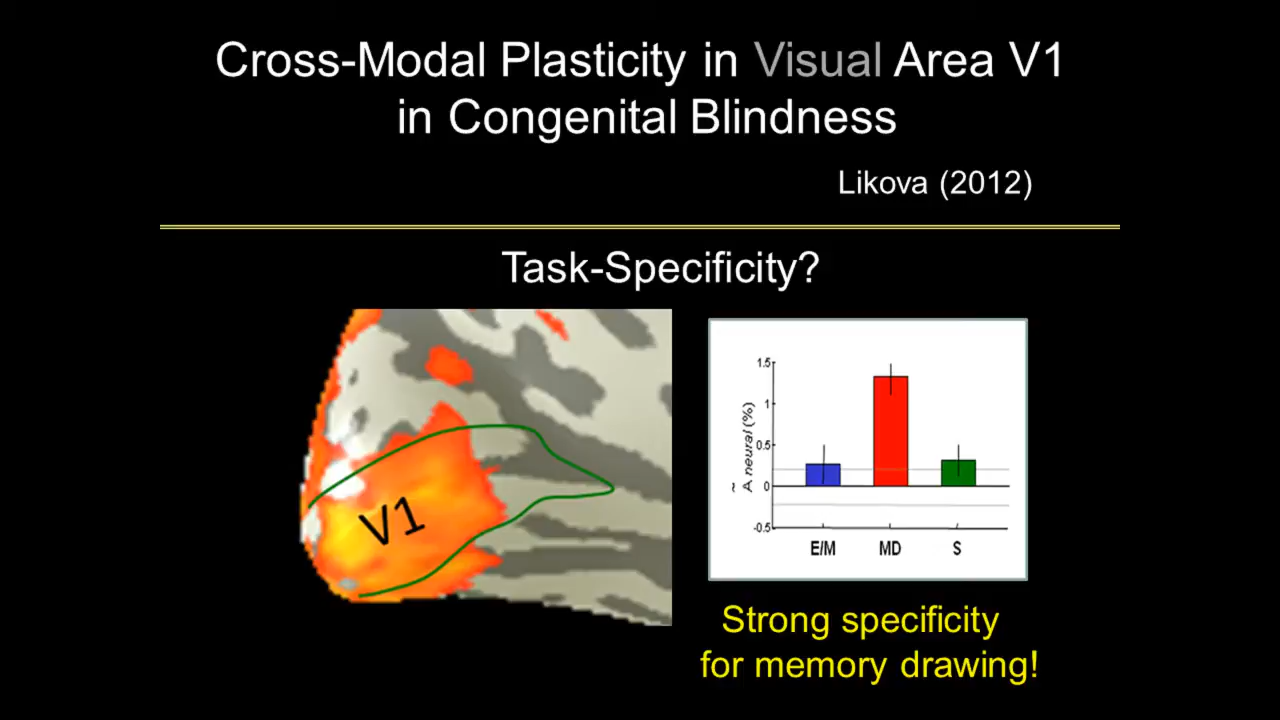 Cross-Modal Plasticity in Visual Area V1
in Congenital Blindness
Likova (2012)
Task-Specificity?
V1
Ã neural (%)
1.5
1
0.5
0
-0.5
E/M MD S
Strong specificity
for memory drawing!